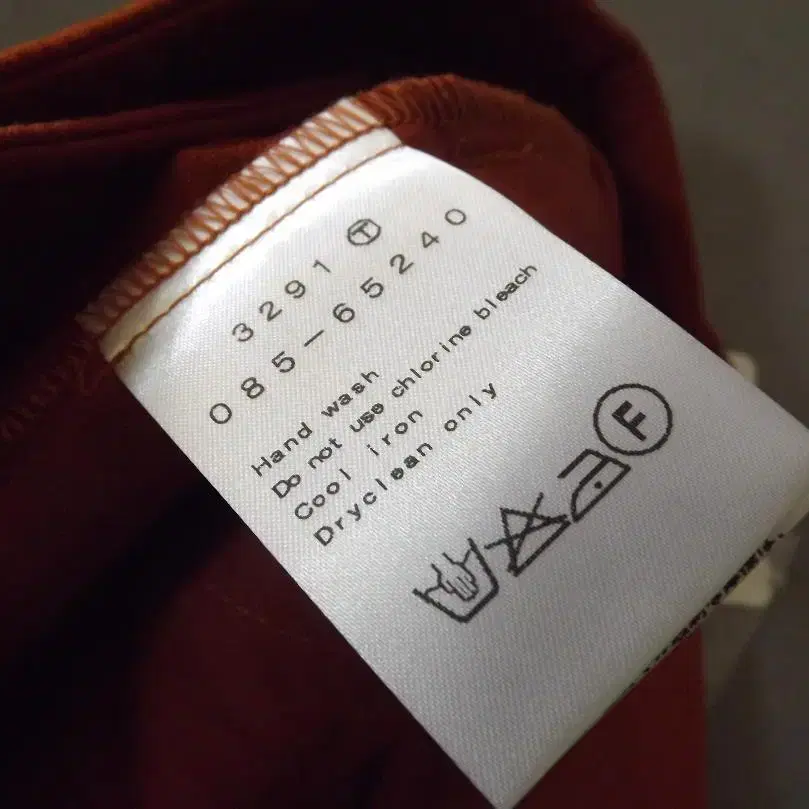 3291 Ⓣ
085-65240
Hand wash
Do not use chlorine bleach
Cool iron
Dryclean only
F